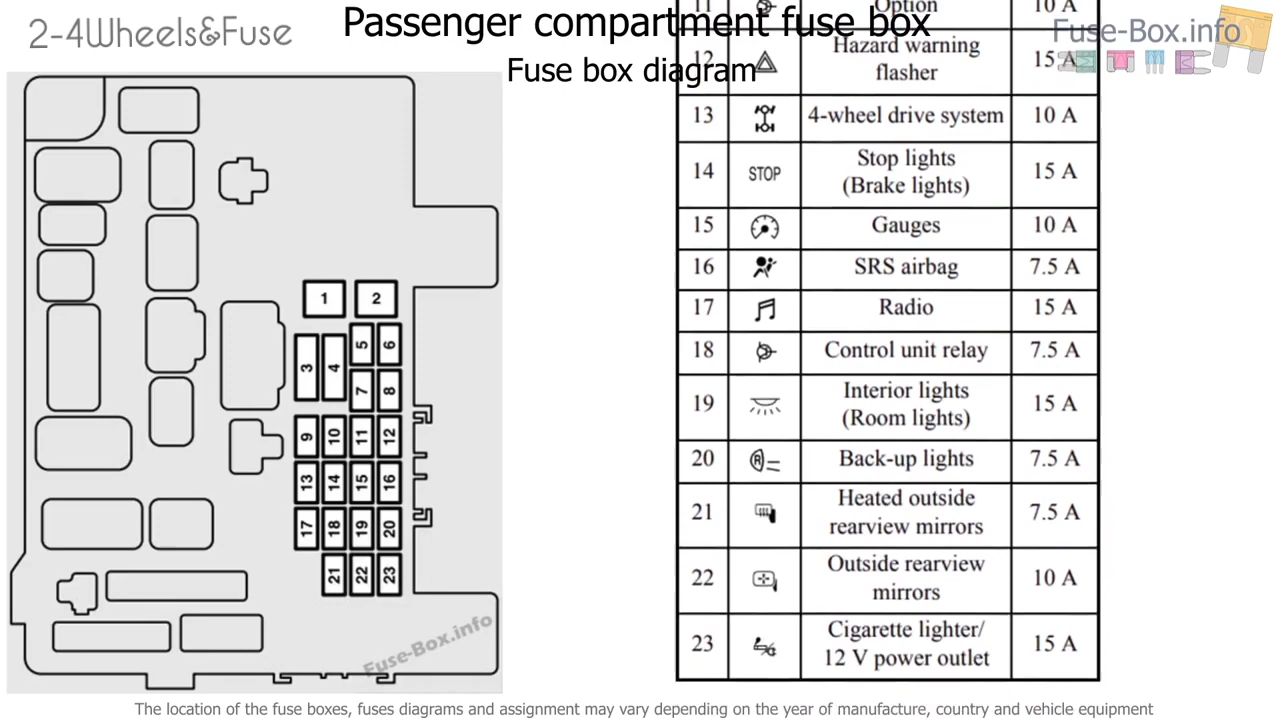 2-4Wheels&Fuse
Passenger compartment fuse box
Fuse box diagram
Fuse-Box.info
1 2
3 4 5 6
7 8
9 10 11 12
13 14 15 16
17 18 19 20
21 22 23
Fuse-Box.info
11 Option 10 A
12 Hazard warning 15 A
flasher
13 4-wheel drive system 10 A
14 STOP Stop lights 15 A
(Brake lights)
15 Gauges 10 A
16 SRS airbag 7.5 A
17 Radio 15 A
18 Control unit relay 7.5 A
19 Interior lights 15 A
(Room lights)
20 Back-up lights 7.5 A
21 Heated outside 7.5 A
rearview mirrors
22 Outside rearview 10 A
mirrors
23 Cigarette lighter/ 15 A
12 V power outlet
The location of the fuse boxes, fuses diagrams and assignment may vary depending on the year of manufacture, country and vehicle equipment